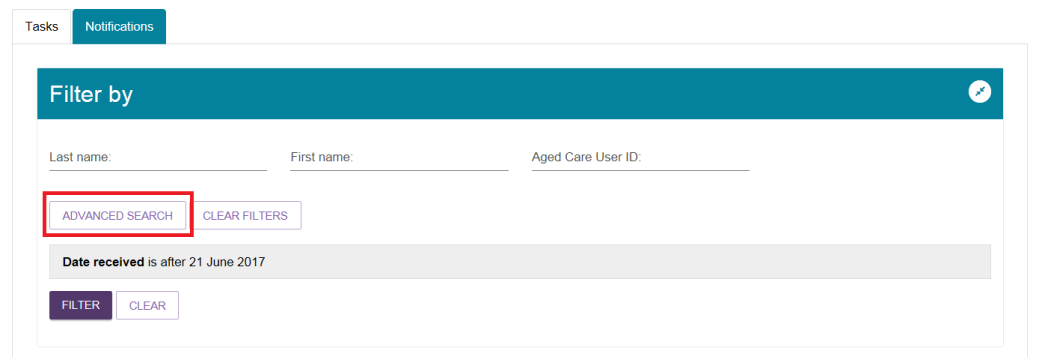 Tasks Notifications
Filter by
Last name: First name: Aged Care User ID:
ADVANCED SEARCH CLEAR FILTERS
Date received is after 21 June 2017
FILTER CLEAR